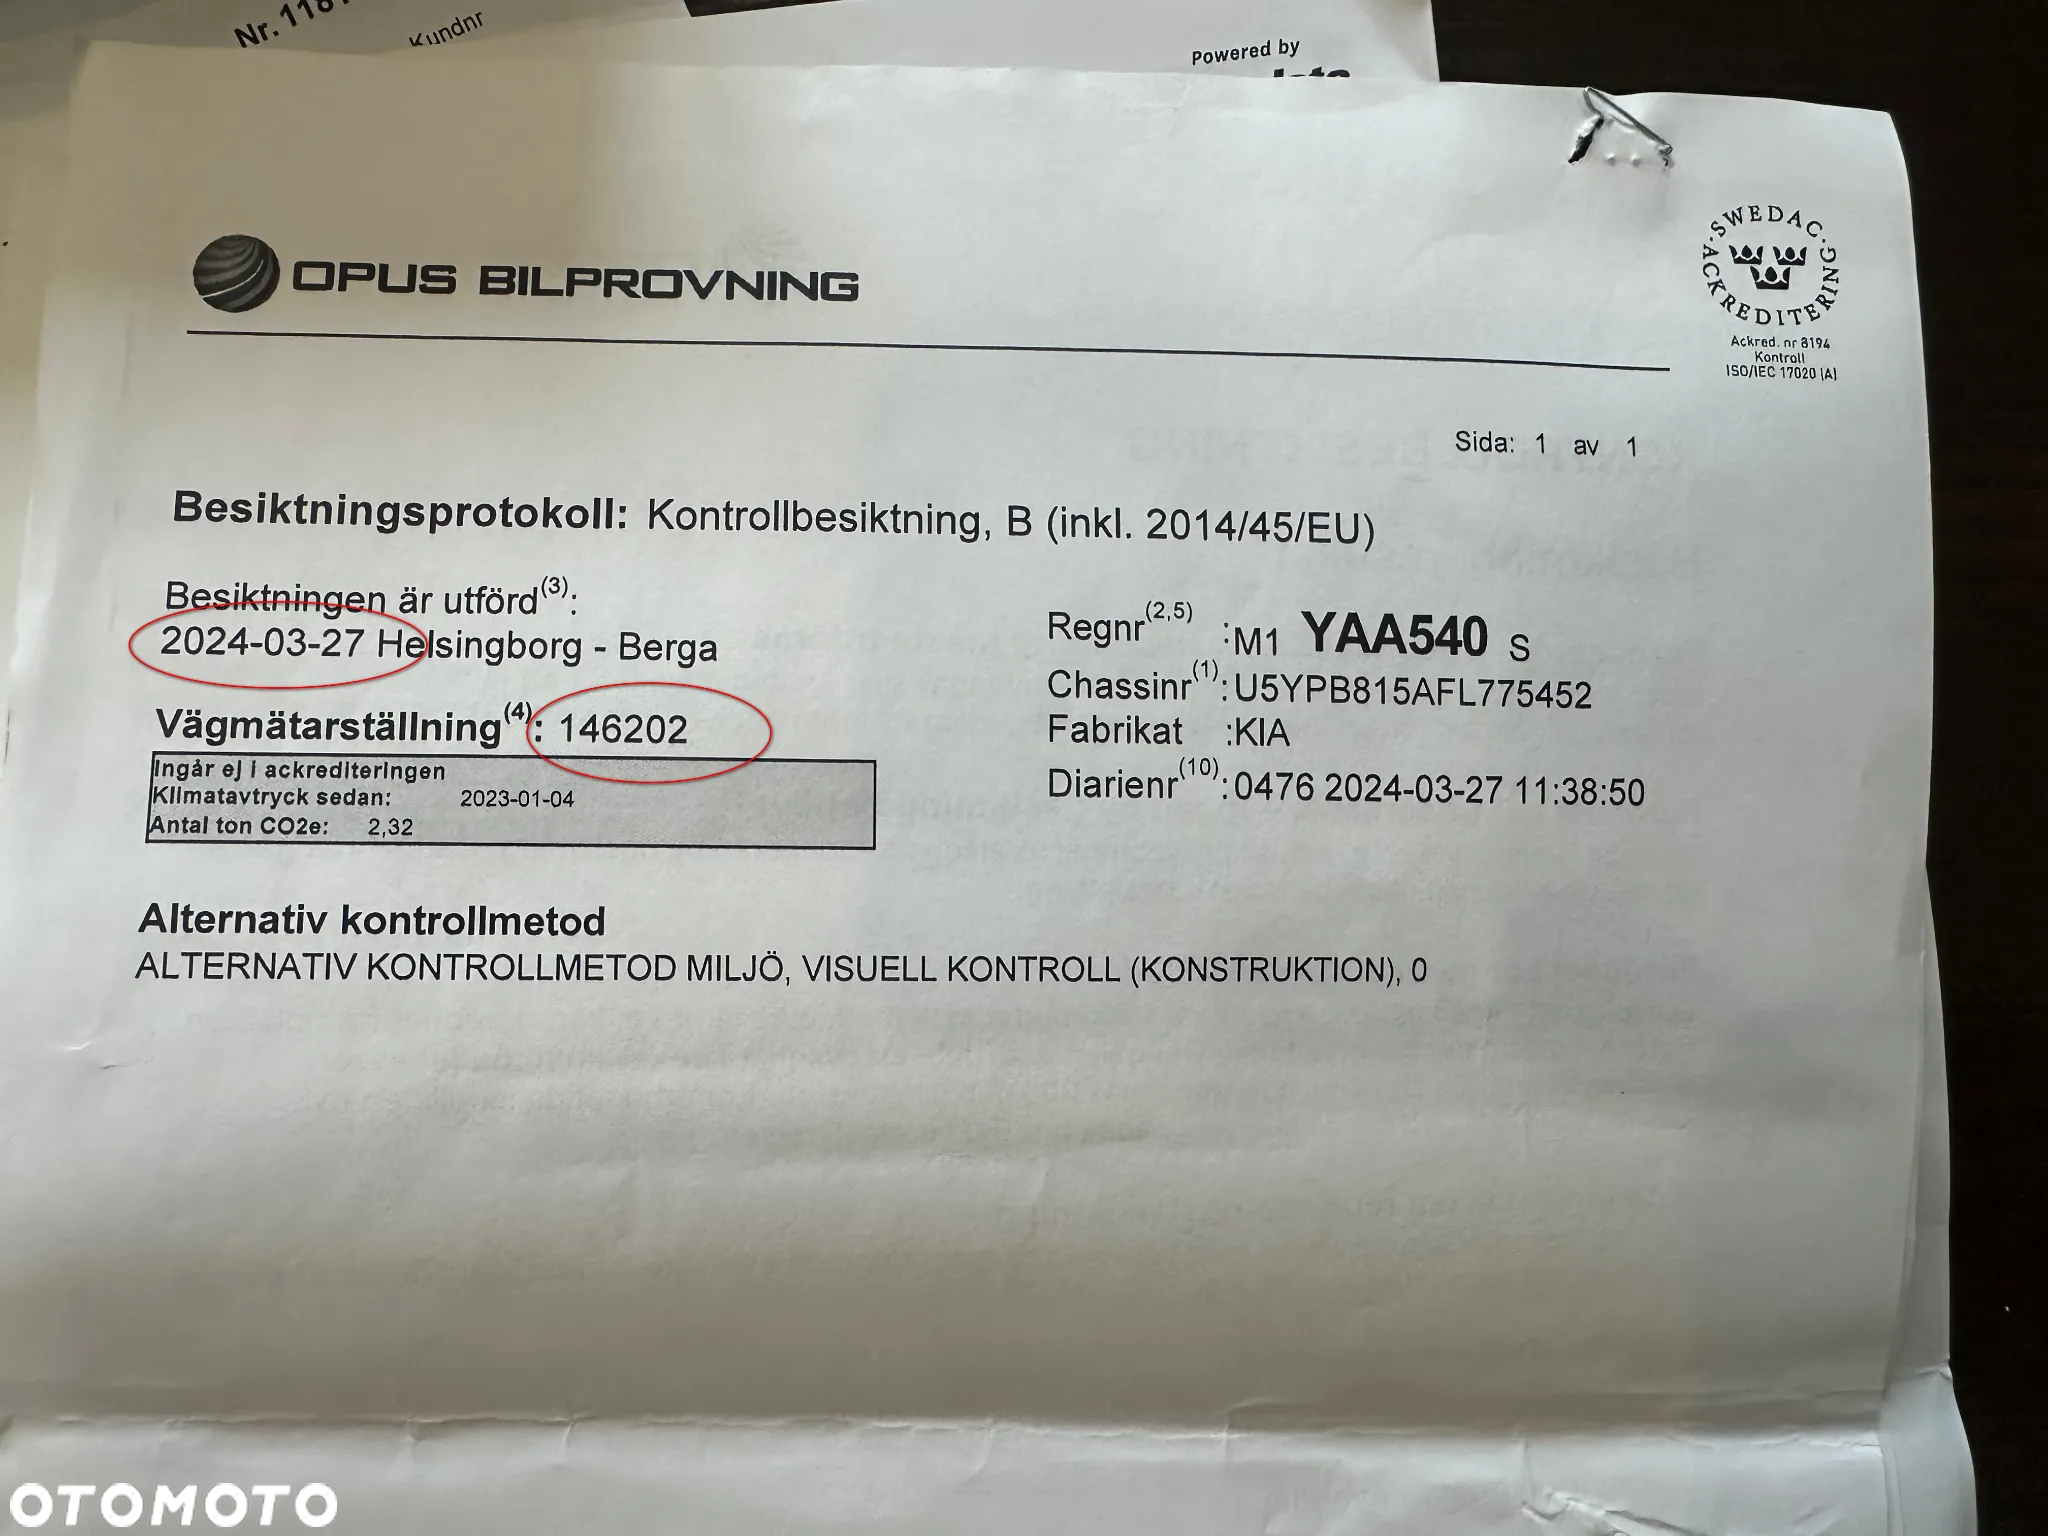 Nr. 118
Kundnr
Powered by
OPUS BILPROVNING
SWEDAC ACKREDITERING
Ackred. nr 8194
Kontroll
ISO/IEC 17020 (A)
Sida: 1 av 1
Besiktningsprotokoll: Kontrollbesiktning, B (inkl. 2014/45/EU)
Besiktningen är utförd(3):
2024-03-27 Helsingborg - Berga
Vägmätarställning(4): 146202
Ingår ej i ackrediteringen
Klimatavtryck sedan: 2023-01-04
Antal ton CO2e: 2,32
Regnr(2,5) :M1 YAA540 S
Chassinr(1):U5YPB815AFL775452
Fabrikat :KIA
Diarienr(10):0476 2024-03-27 11:38:50
Alternativ kontrollmetod
ALTERNATIV KONTROLLMETOD MILJÖ, VISUELL KONTROLL (KONSTRUKTION), 0
OTOMOTO